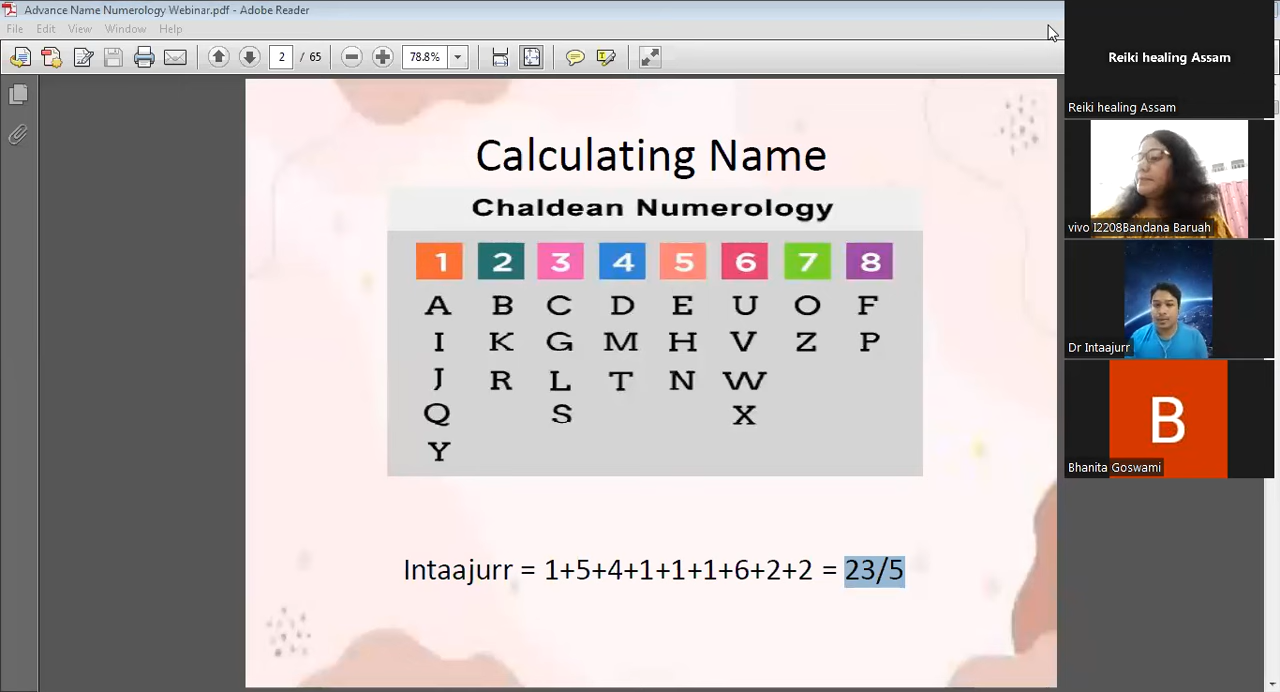 Advance Name Numerology Webinar.pdf - Adobe Reader
File Edit View Window Help
2 / 65 78.8%
Calculating Name
Chaldean Numerology
1 2 3 4 5 6 7 8
A B C D E U O F
I K G M H V Z P
J R L T N W
Q S X
Y
Intaajurr = 1+5+4+1+1+1+6+2+2 = 23/5
Reiki healing Assam
Reiki healing Assam
vivo I2208Bandana Baruah
Dr Intaajurr
B
Bhanita Goswami